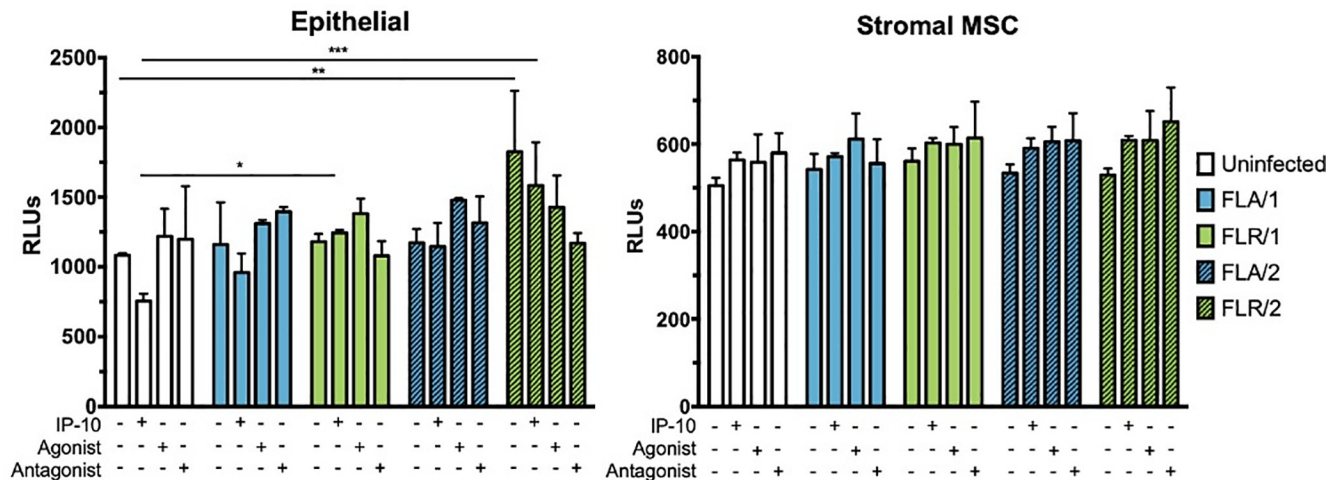 Epithelial
Stromal MSC
2500
2000
1500
1000
500
0
RLUs
***
**
*
IP-10 - + - - - + - - - + - - - + - - - + - -
Agonist - - + - - - + - - - + - - - + - - - + -
Antagonist - - - + - - - + - - - + - - - + - - - +
800
600
400
200
0
RLUs
IP-10 - + - - - + - - - + - - - + - - - + - -
Agonist - - + - - - + - - - + - - - + - - - + -
Antagonist - - - + - - - + - - - + - - - + - - - +
Uninfected
FLA/1
FLR/1
FLA/2
FLR/2